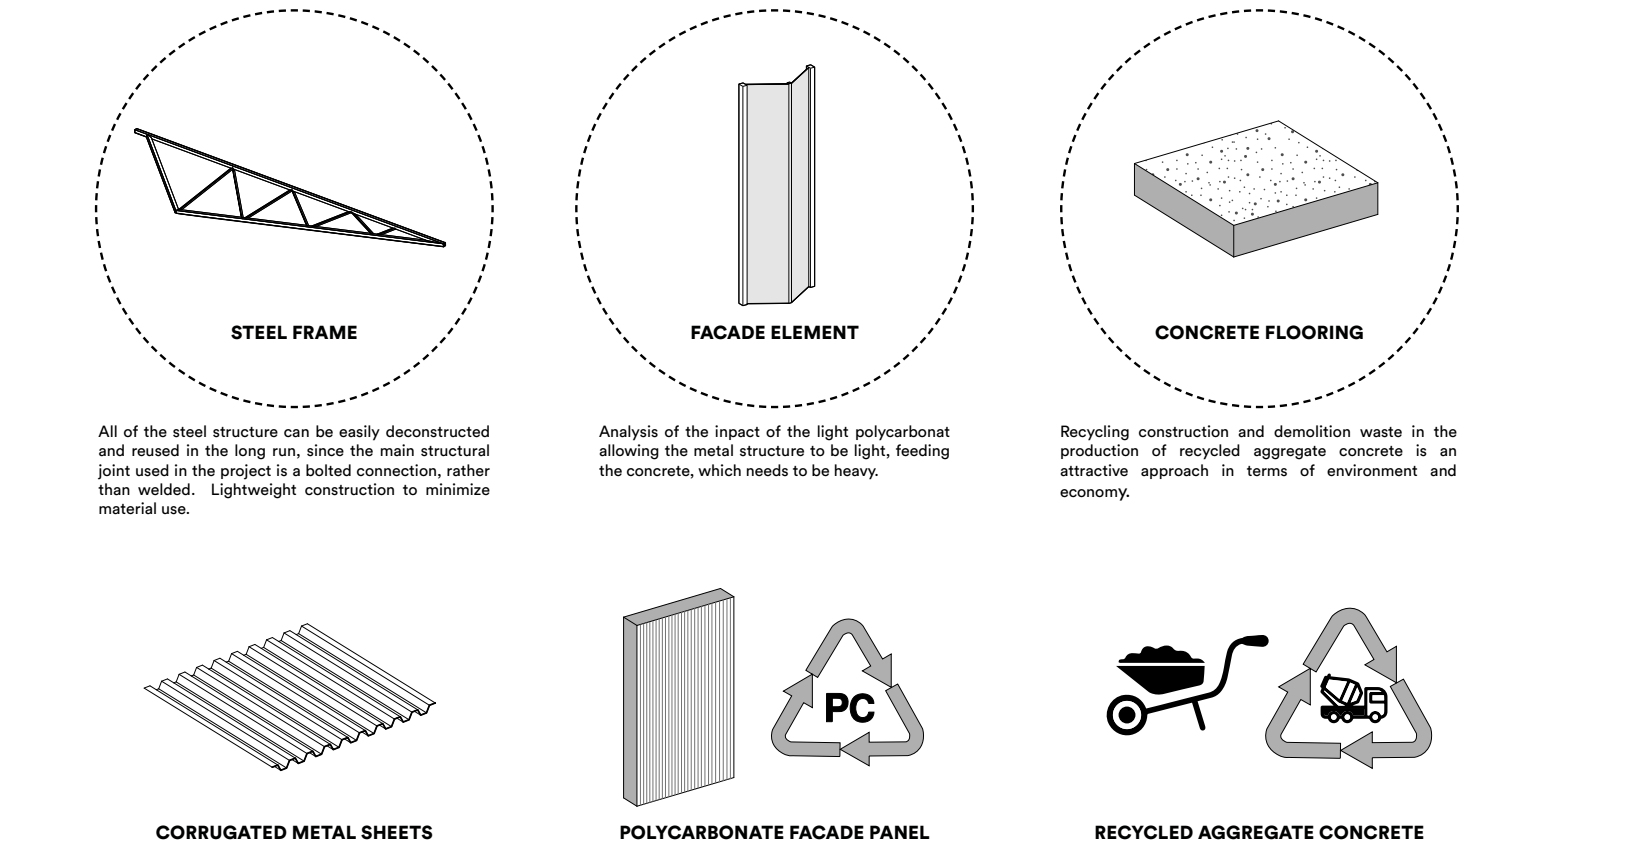 STEEL FRAME
FACADE ELEMENT
CONCRETE FLOORING
All of the steel structure can be easily deconstructed
and reused in the long run, since the main structural
joint used in the project is a bolted connection, rather
than welded. Lightweight construction to minimize
material use.
Analysis of the inpact of the light polycarbonat
allowing the metal structure to be light, feeding
the concrete, which needs to be heavy.
Recycling construction and demolition waste in the
production of recycled aggregate concrete is an
attractive approach in terms of environment and
economy.
PC
CORRUGATED METAL SHEETS
POLYCARBONATE FACADE PANEL
RECYCLED AGGREGATE CONCRETE